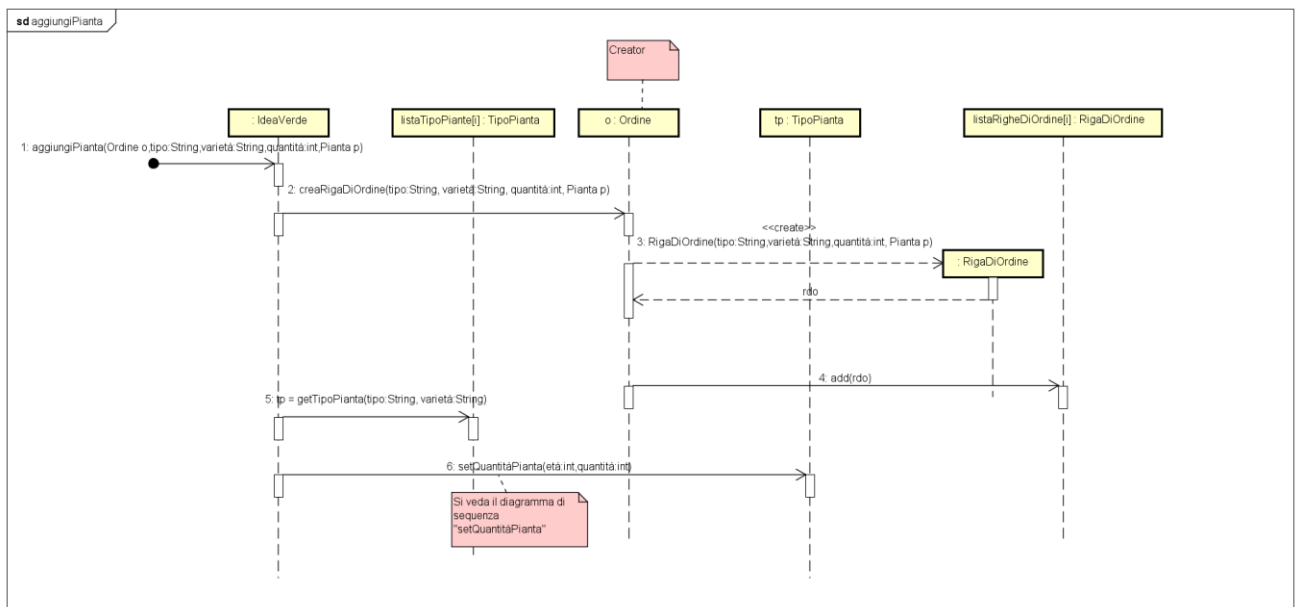 sd aggiungiPianta
Creator
: IdeaVerde
listaTipoPiante[i] : TipoPianta
o : Ordine
tp : TipoPianta
listaRigheDiOrdine[i] : RigaDiOrdine
1: aggiungiPianta(Ordine o,tipo:String,varietà:String,quantità:int,Pianta p)
2: creaRigaDiOrdine(tipo:String, varietà:String, quantità:int, Pianta p)
<<create>>
3: RigaDiOrdine(tipo:String,varietà:String,quantità:int, Pianta p)
: RigaDiOrdine
rdo
4: add(rdo)
5: tp = getTipoPianta(tipo:String, varietà:String)
6: setQuantitàPianta(età:int,quantità:int)
Si veda il diagramma di
sequenza
"setQuantitàPianta"